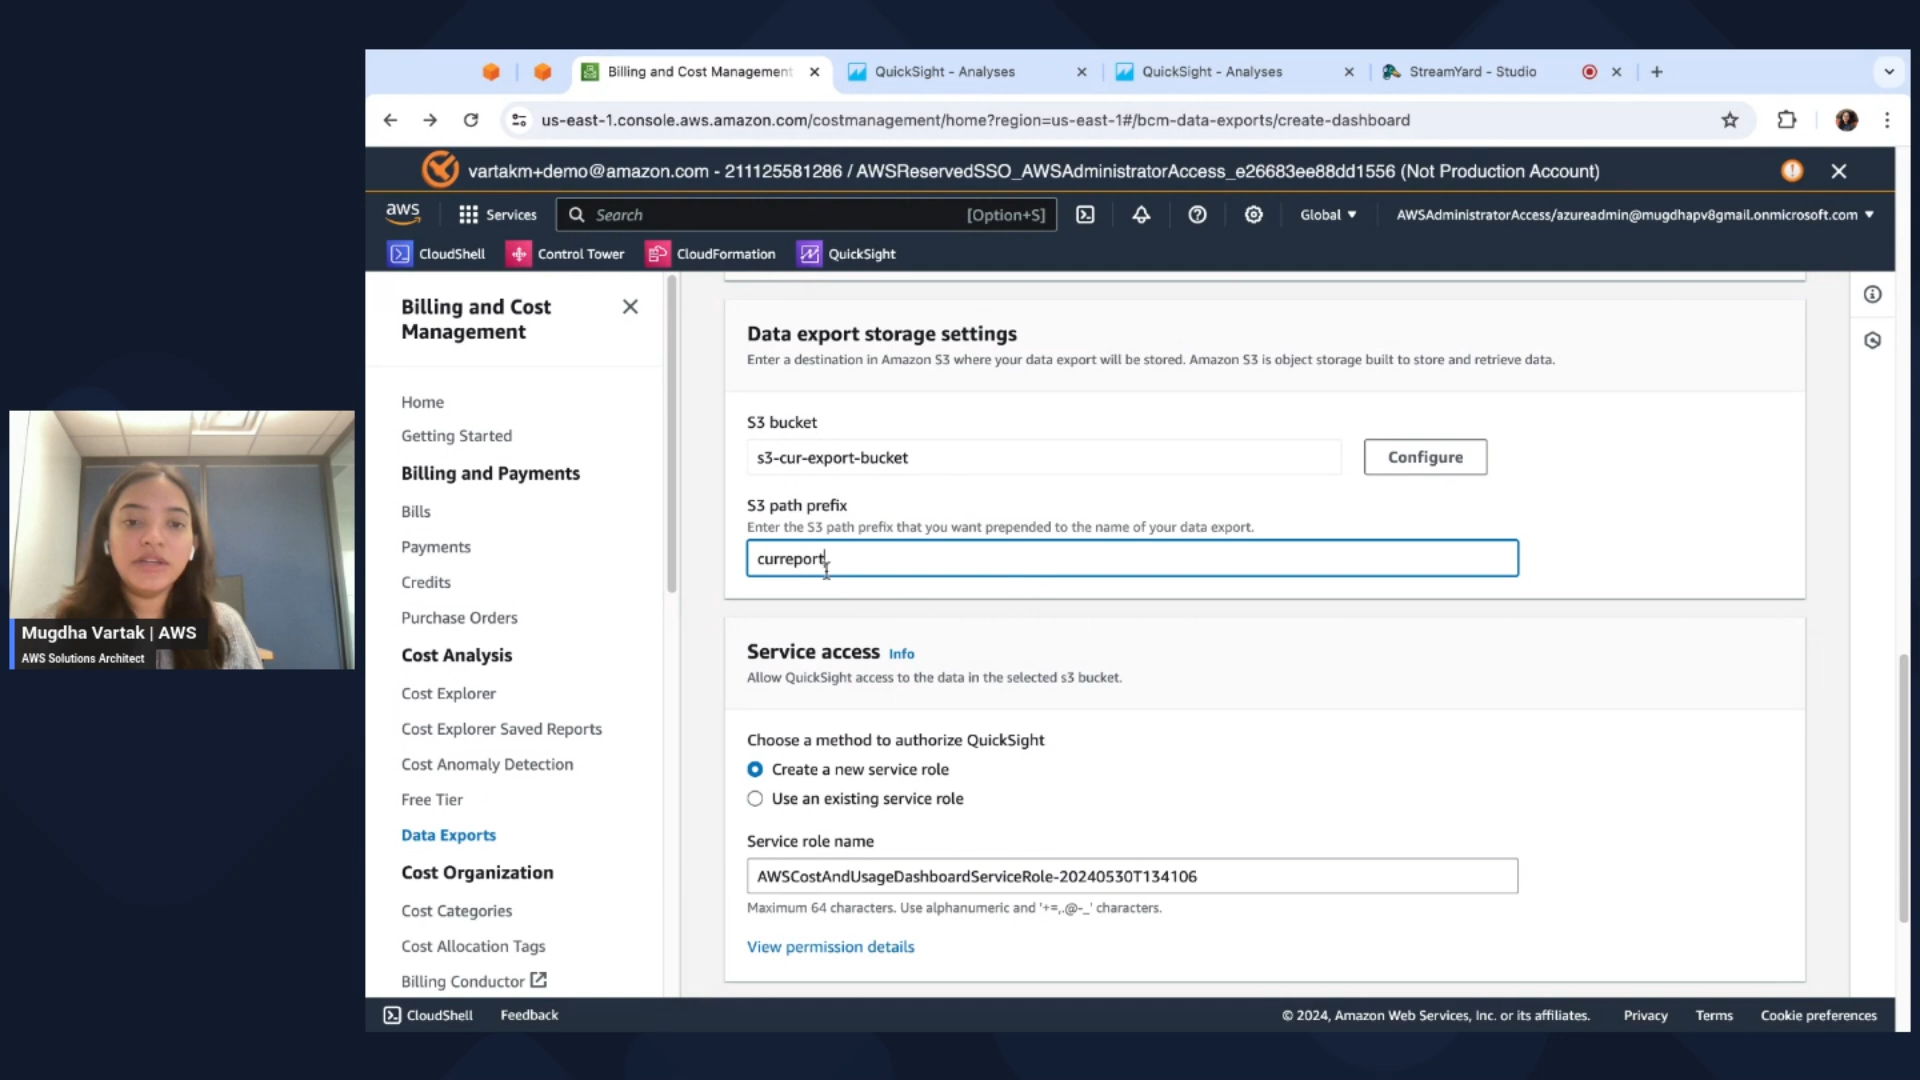 Billing and Cost Management
QuickSight - Analyses
QuickSight - Analyses
StreamYard - Studio
us-east-1.console.aws.amazon.com/costmanagement/home?region=us-east-1#/bcm-data-exports/create-dashboard
vartakm+demo@amazon.com - 211125581286 / AWSReservedSSO_AWSAdministratorAccess_e26683ee88dd1556 (Not Production Account)
aws
Services
Search
[Option+S]
Global
AWSAdministratorAccess/azureadmin@mugdhapv8gmail.onmicrosoft.com
CloudShell
Control Tower
CloudFormation
QuickSight
Billing and Cost
Management
Home
Getting Started
Billing and Payments
Bills
Payments
Credits
Purchase Orders
Cost Analysis
Cost Explorer
Cost Explorer Saved Reports
Cost Anomaly Detection
Free Tier
Data Exports
Cost Organization
Cost Categories
Cost Allocation Tags
Billing Conductor
Data export storage settings
Enter a destination in Amazon S3 where your data export will be stored. Amazon S3 is object storage built to store and retrieve data.
S3 bucket
s3-cur-export-bucket
Configure
S3 path prefix
Enter the S3 path prefix that you want prepended to the name of your data export.
curreport
Service access Info
Allow QuickSight access to the data in the selected s3 bucket.
Choose a method to authorize QuickSight
Create a new service role
Use an existing service role
Service role name
AWSCostAndUsageDashboardServiceRole-20240530T134106
Maximum 64 characters. Use alphanumeric and '+=,.@-_' characters.
View permission details
CloudShell
Feedback
© 2024, Amazon Web Services, Inc. or its affiliates.
Privacy
Terms
Cookie preferences
Mugdha Vartak | AWS
AWS Solutions Architect